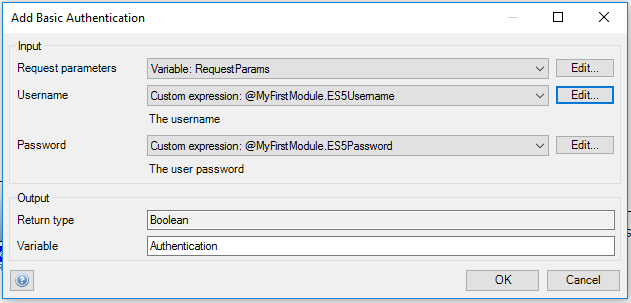 Add Basic Authentication
Input
Request parameters Variable: RequestParams Edit...
Username Custom expression: @MyFirstModule.ES5Username Edit...
The username
Password Custom expression: @MyFirstModule.ES5Password Edit...
The user password
Output
Return type Boolean
Variable Authentication
? OK Cancel